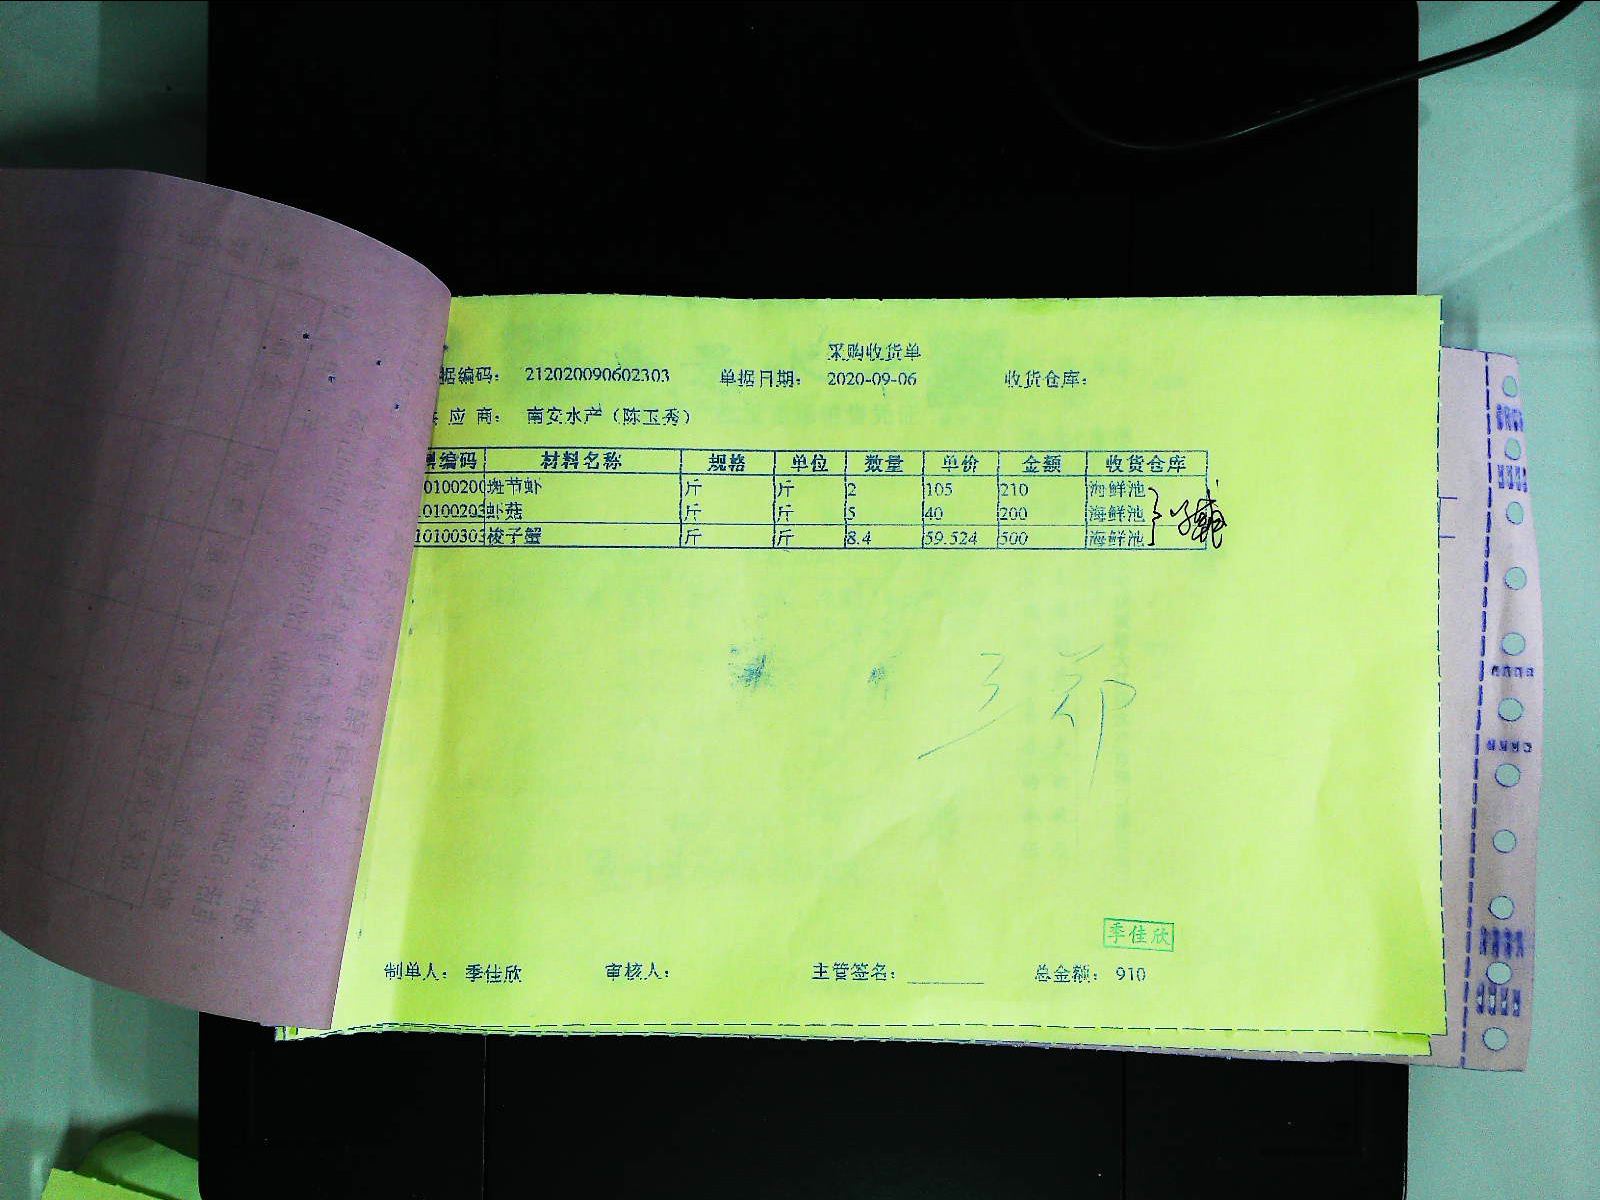 采购收货单
据编码： 212020090602303 单据日期： 2020-09-06 收货仓库：
应 商： 南安水产（陈玉秀）
编码 材料名称 规格 单位 数量 单价 金额 收货仓库
0100200 斑节虾 斤 斤 2 105 210 海鲜池
0100203 虾菇 斤 斤 5 40 200 海鲜池
10100303 梭子蟹 斤 斤 8.4 59.524 500 海鲜池
季佳欣
制单人： 季佳欣 审核人： 主管签名： 总金额： 910